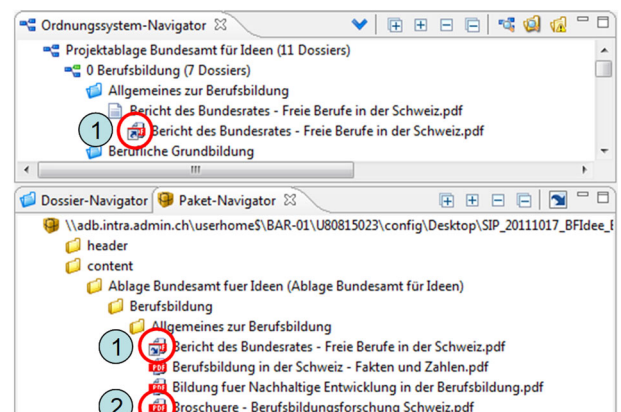 Ordnungssystem-Navigator
Projektablage Bundesamt für Ideen (11 Dossiers)
0 Berufsbildung (7 Dossiers)
Allgemeines zur Berufsbildung
Bericht des Bundesrates - Freie Berufe in der Schweiz.pdf
1 Bericht des Bundesrates - Freie Berufe in der Schweiz.pdf
Berufliche Grundbildung
Dossier-Navigator Paket-Navigator
\\adb.intra.admin.ch\userhome$\BAR-01\U80815023\config\Desktop\SIP_20111017_BFIdee_E
header
content
Ablage Bundesamt fuer Ideen (Ablage Bundesamt für Ideen)
Berufsbildung
Allgemeines zur Berufsbildung
1 Bericht des Bundesrates - Freie Berufe in der Schweiz.pdf
PDF Berufsbildung in der Schweiz - Fakten und Zahlen.pdf
PDF Bildung fuer Nachhaltige Entwicklung in der Berufsbildung.pdf
2 PDF Broschuere - Berufsbildungsforschung Schweiz.pdf